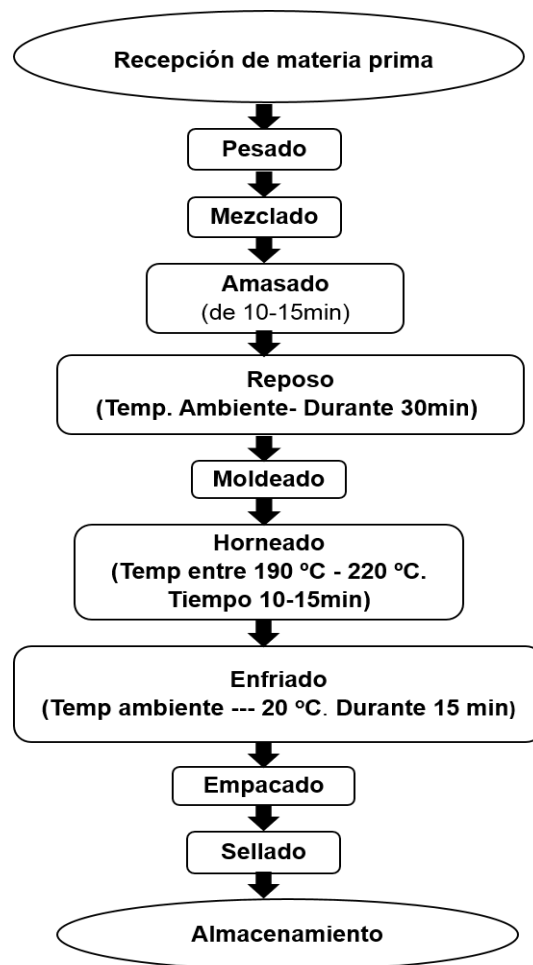 Recepción de materia prima
Pesado
Mezclado
Amasado
(de 10-15min)
Reposo
(Temp. Ambiente- Durante 30min)
Moldeado
Horneado
(Temp entre 190 ºC - 220 ºC.
Tiempo 10-15min)
Enfriado
(Temp ambiente --- 20 ºC. Durante 15 min)
Empacado
Sellado
Almacenamiento